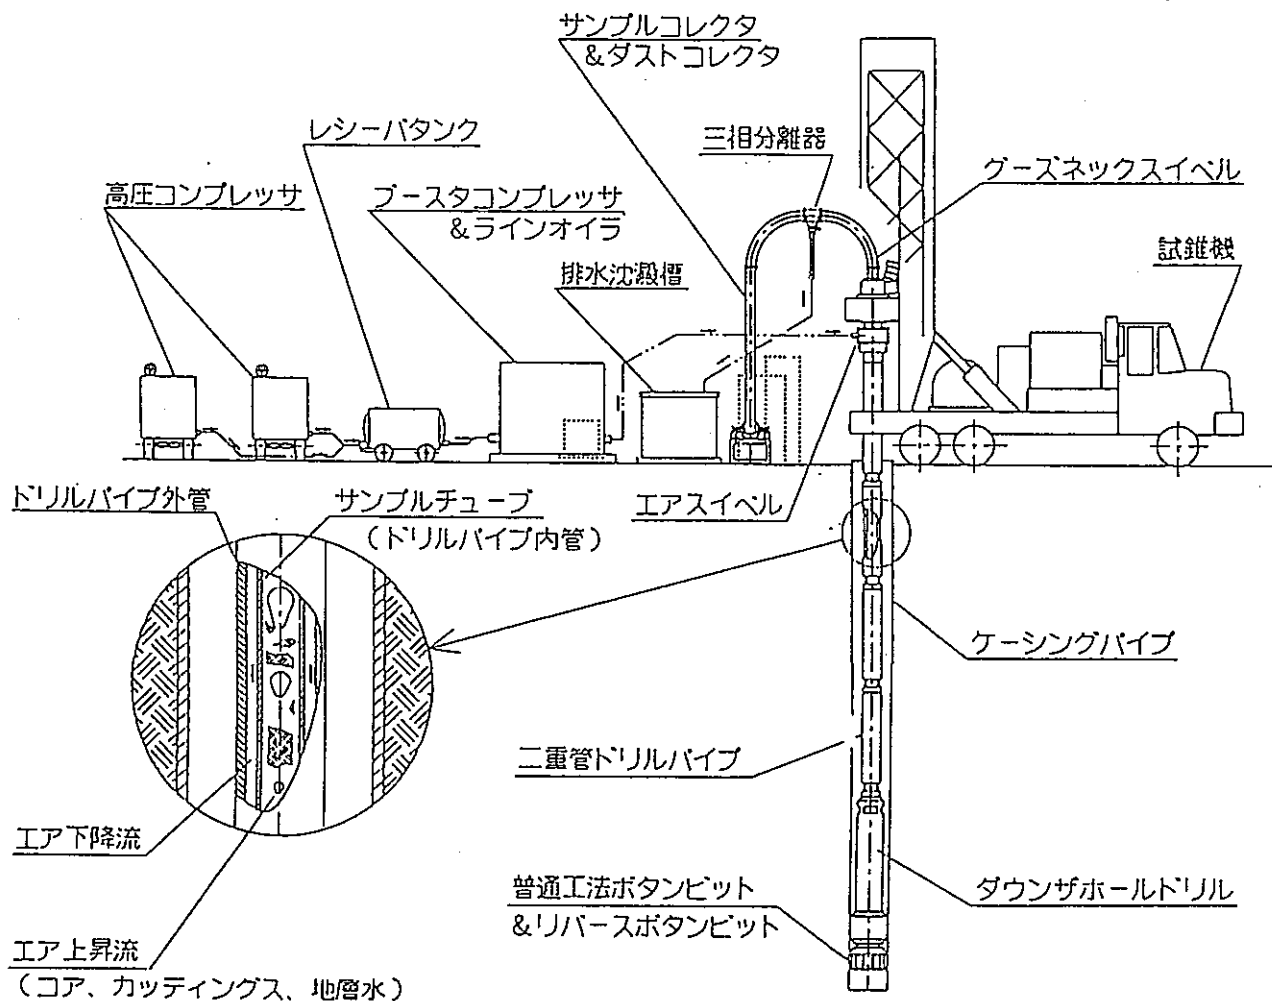 サンプルコレクタ
&ダストコレクタ
レシーバタンク
三相分離器
高圧コンプレッサ
ブースタコンプレッサ
&ラインオイラ
グーズネックスイベル
排水沈澱槽
試錐機
ドリルパイプ外管
サンプルチューブ
(ドリルパイプ内管)
エアスイベル
ケーシングパイプ
二重管ドリルパイプ
エア下降流
普通工法ボタンビット
&リバースボタンビット
ダウンザホールドリル
エア上昇流
(コア、カッティングス、地層水)